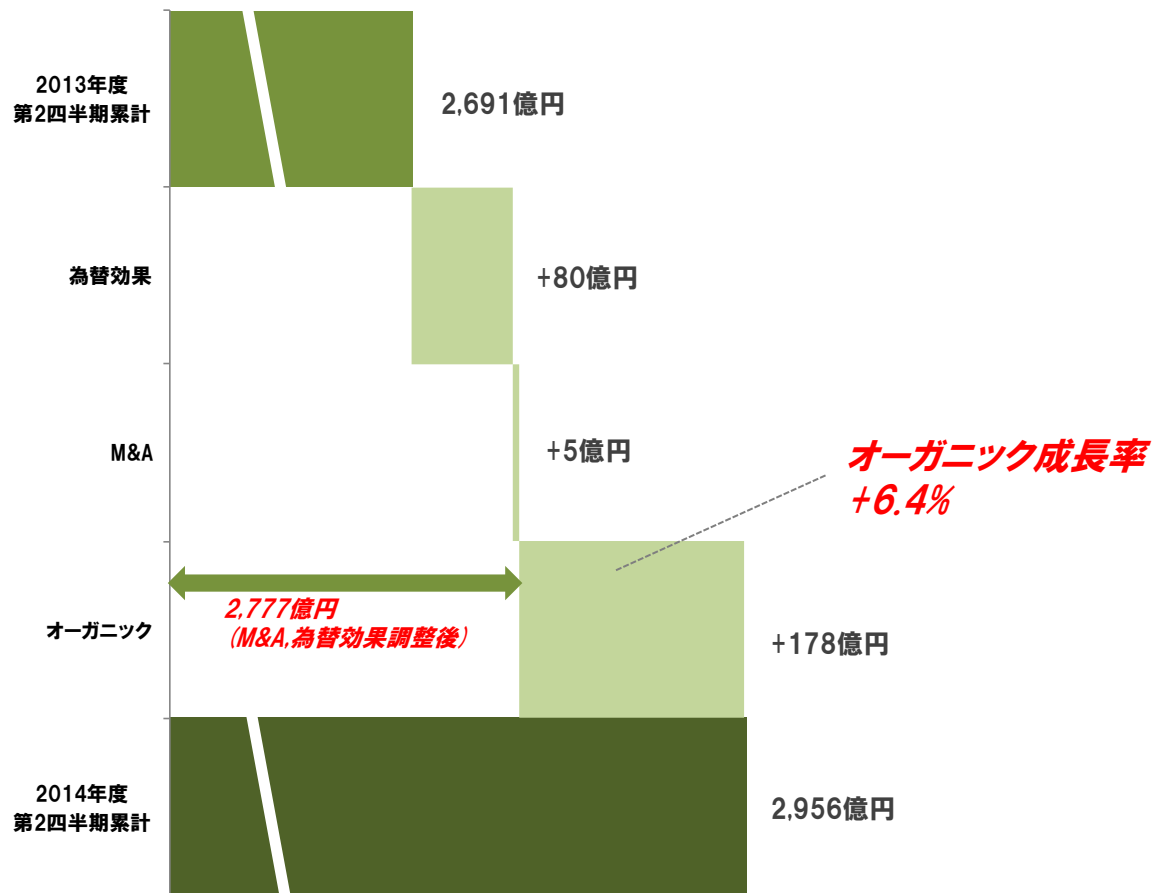 2013年度
第2四半期累計
2,691億円
為替効果
+80億円
M&A
+5億円
オーガニック成長率
+6.4%
オーガニック
2,777億円
(M&A,為替効果調整後)
+178億円
2014年度
第2四半期累計
2,956億円